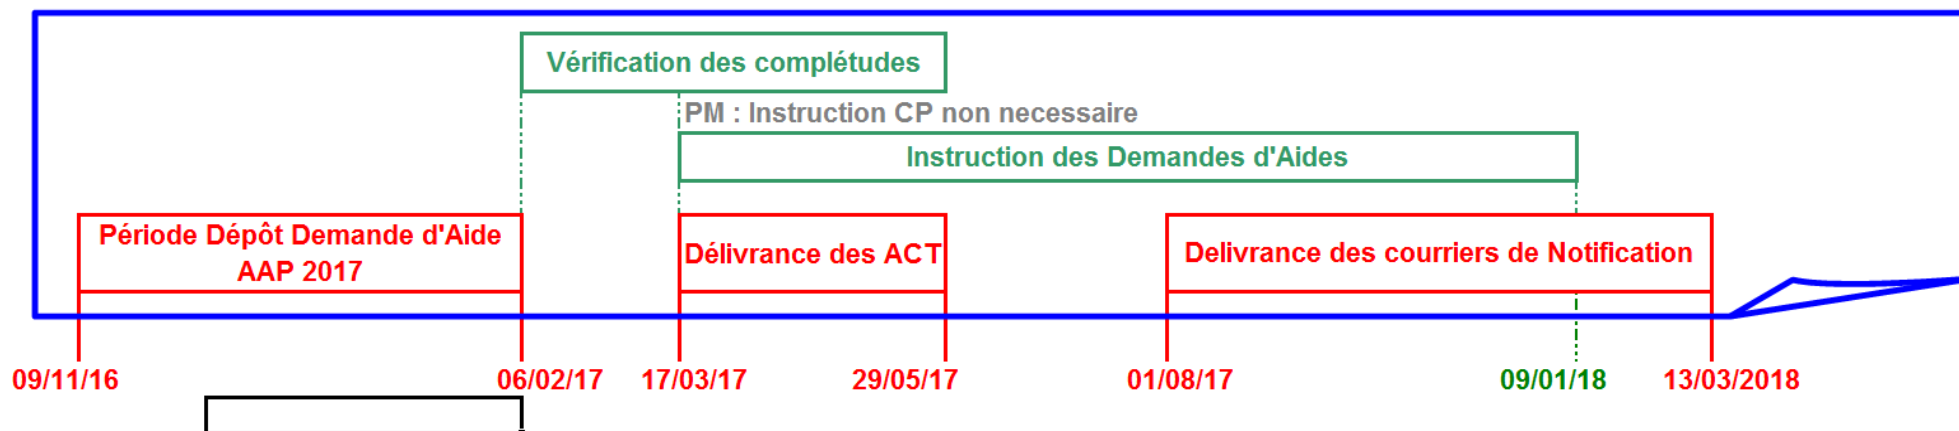 Vérification des complétudes
PM : Instruction CP non necessaire
Instruction des Demandes d'Aides
Période Dépôt Demande d'Aide
AAP 2017
Délivrance des ACT
Delivrance des courriers de Notification
09/11/16
06/02/17
17/03/17
29/05/17
01/08/17
09/01/18
13/03/2018